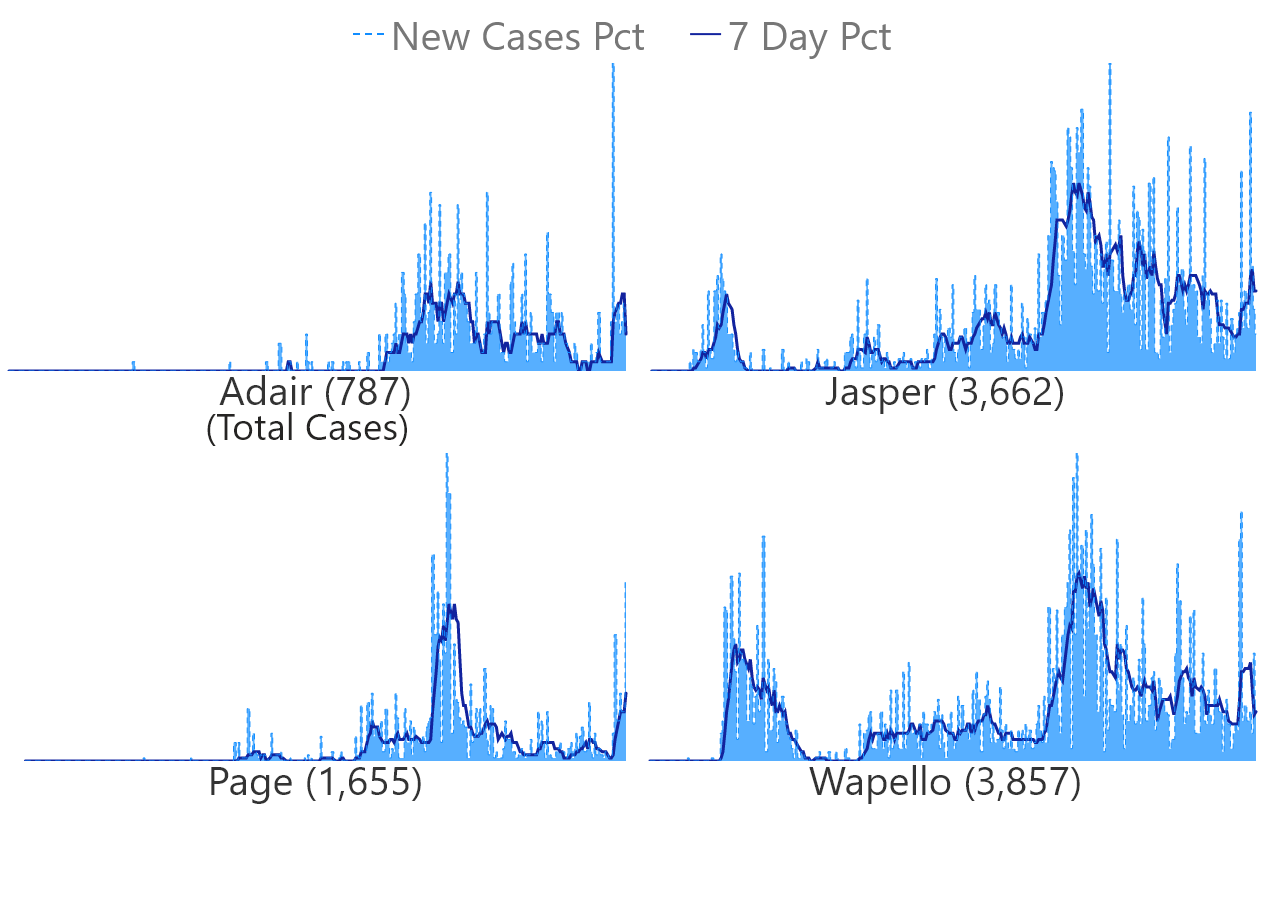 New Cases Pct 7 Day Pct
Adair (787)
(Total Cases)
Jasper (3,662)
Page (1,655)
Wapello (3,857)